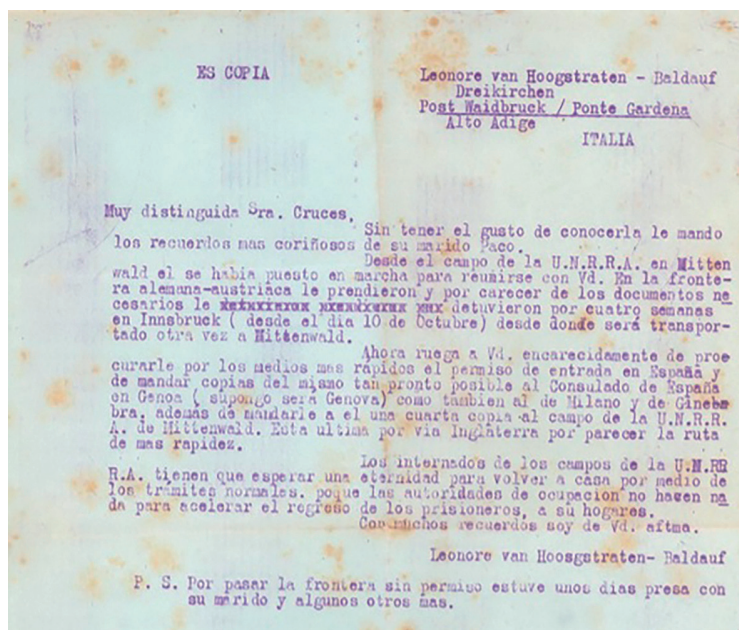 ES COPIA
Leonore van Hoogstraten - Baldauf
Dreikirchen
Post Waidbruck / Ponte Gardena
Alto Adige
ITALIA
Muy distinguida Sra. Cruces,
Sin tener el gusto de conocerla le mando
los recuerdos mas coriñosos de su marido Paco.
Desde el campo de la U.N.R.R.A. en Mitten
wald el se habia puesto en marcha para reunirse con Vd. En la fronte-
ra alemana-austriaca le prendieron y por carecer de los documentos ne
cesarios le detuvieron por cuatro semanas
en Innsbruck ( desde el dia 10 de Octubre) desde donde será transpor-
tado otra vez a Mittenwald.
Ahora ruega a Vd. encarecidamente de pro
curarle por los medios mas rapidos el permiso de entrada en España y
de mandar copias del mismo tan pronto posible al Consulado de España
en Genoa ( supongo será Genova) como tambien al de Milano y de Gineb
bra, además de mandarle a el una cuarta copia al campo de la U.N.R.R.
A. de Mittenwald. Esta ultima por via Inglaterra por parecer la ruta
de mas rapidez.
Los internados de los campos de la U.N.RR
R.A. tienen que esperar una eternidad para volver a casa por medio de
los trámites normales. poque las autoridades de ocupacion no hacen na
da para acelerar el regreso de los prisioneros, a su hogares.
Con muchos recuerdos soy de Vd. aftma.
Leonore van Hoosgstraten- Baldauf
P. S. Por pasar la frontera sin permiso estuve unos dias presa con
su marido y algunos otros mas.